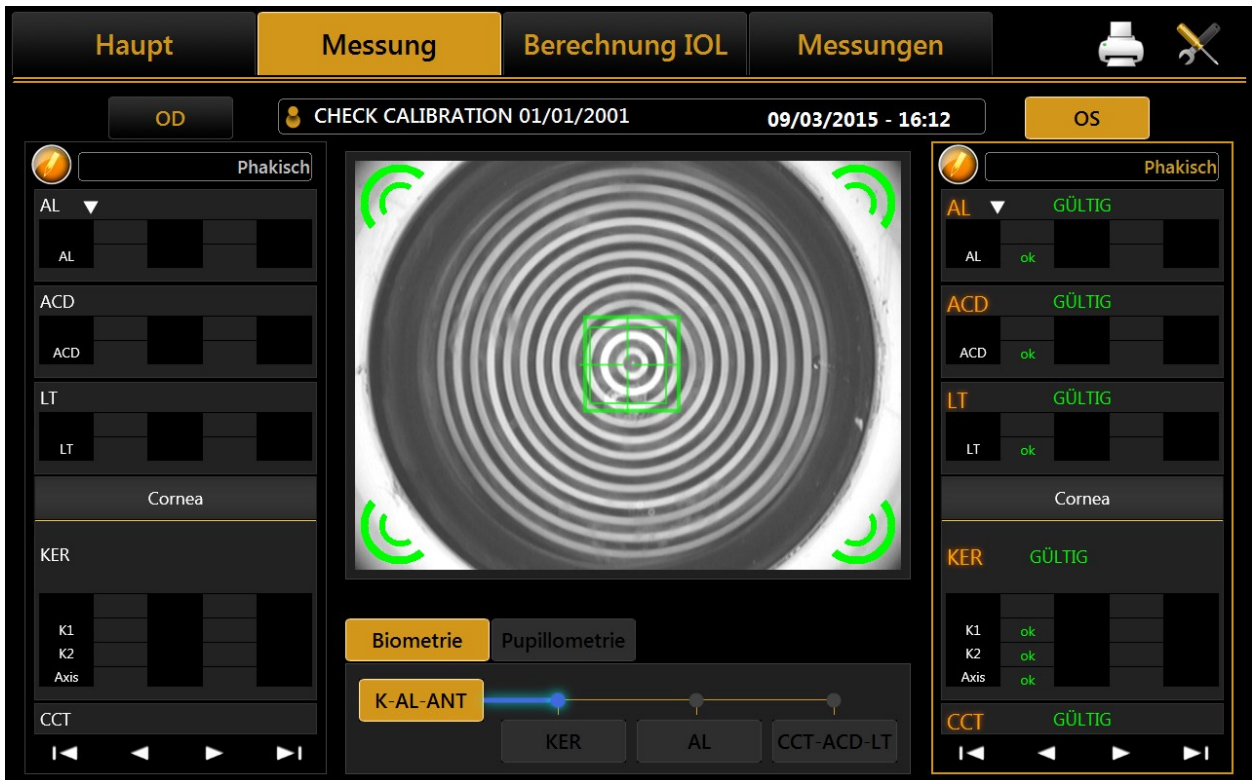 Haupt Messung Berechnung IOL Messungen
OD CHECK CALIBRATION 01/01/2001 09/03/2015 - 16:12 OS
Phakisch
AL
AL
ACD
ACD
LT
LT
Cornea
KER
K1
K2
Axis
CCT
Biometrie Pupillometrie
K-AL-ANT
KER AL CCT-ACD-LT
Phakisch
AL GÜLTIG
AL ok
ACD GÜLTIG
ACD ok
LT GÜLTIG
LT ok
Cornea
KER GÜLTIG
K1 ok
K2 ok
Axis ok
CCT GÜLTIG